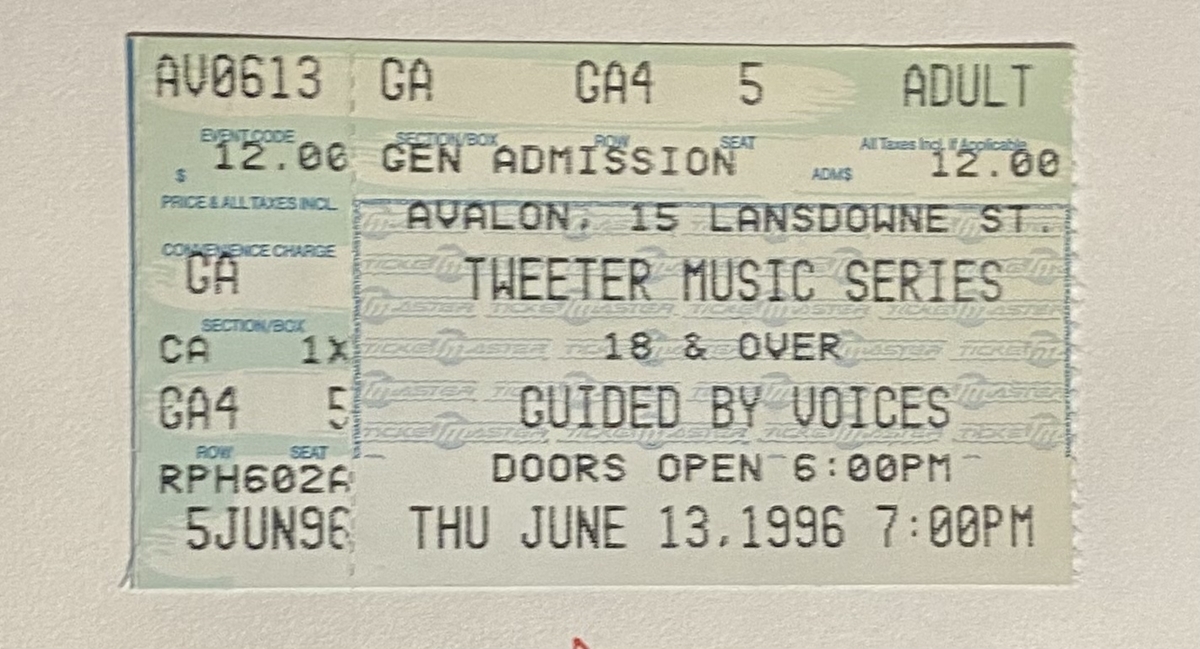 AV0613 GA GA4 5 ADULT
EVENT CODE SECTION/BOX ROW SEAT All Taxes Incl. If Applicable
$ 12.00 GEN ADMISSION ADM$ 12.00
PRICE & ALL TAXES INCL. AVALON. 15 LANSDOWNE ST.
CONVENIENCE CHARGE
GA TWEETER MUSIC SERIES
SECTION/BOX
CA 1X 18 & OVER
GA4 5 GUIDED BY VOICES
ROW SEAT
RPH602A DOORS OPEN 6:00PM
5JUN96 THU JUNE 13,1996 7:00PM